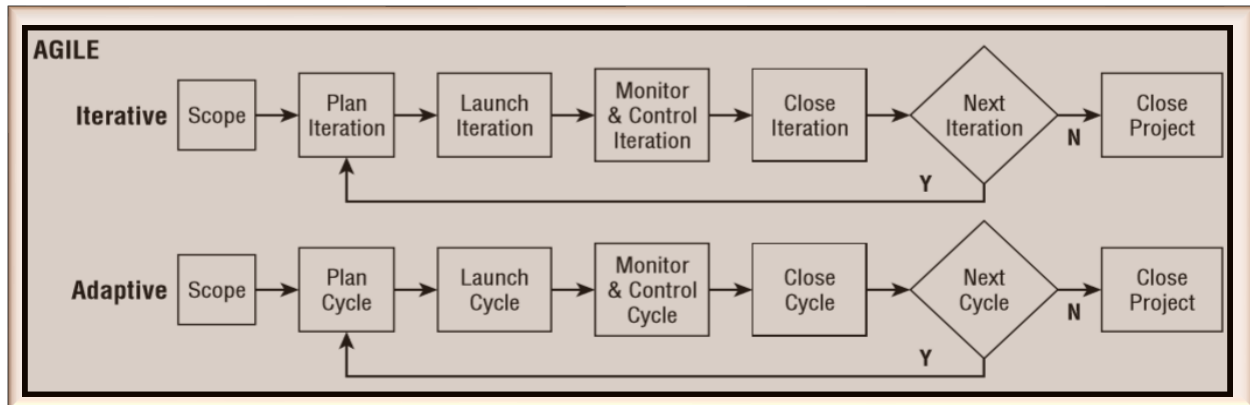 AGILE
Iterative
Scope
Plan
Iteration
Launch
Iteration
Monitor
& Control
Iteration
Close
Iteration
Next
Iteration
N
Close
Project
Y
Adaptive
Scope
Plan
Cycle
Launch
Cycle
Monitor
& Control
Cycle
Close
Cycle
Next
Cycle
N
Close
Project
Y